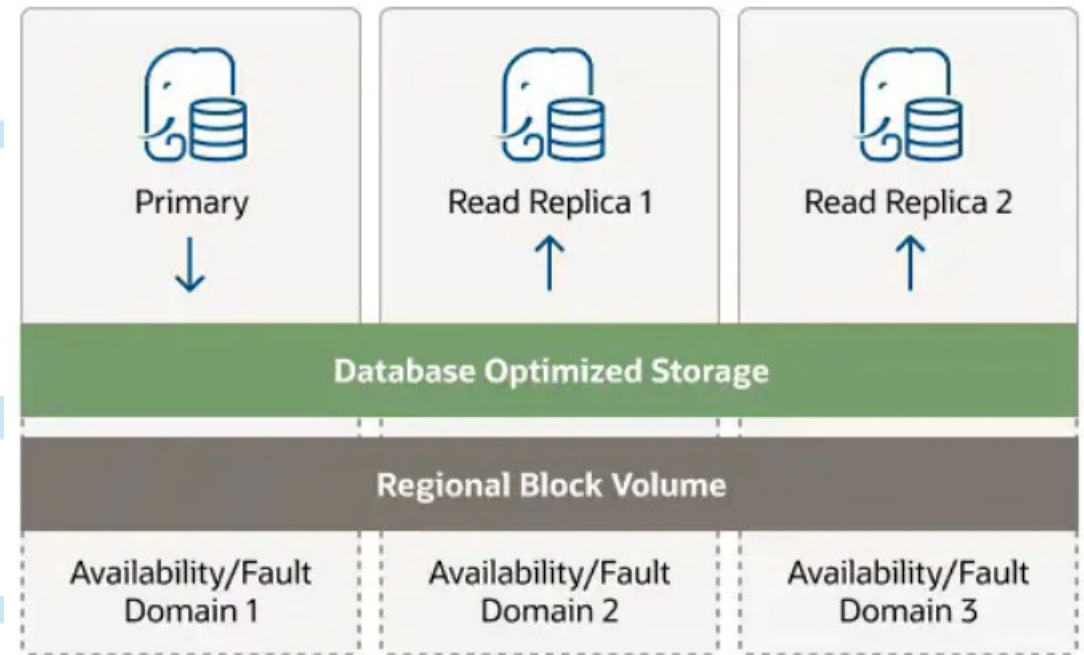 Primary
Read Replica 1
Read Replica 2
Database Optimized Storage
Regional Block Volume
Availability/Fault
Domain 1
Availability/Fault
Domain 2
Availability/Fault
Domain 3